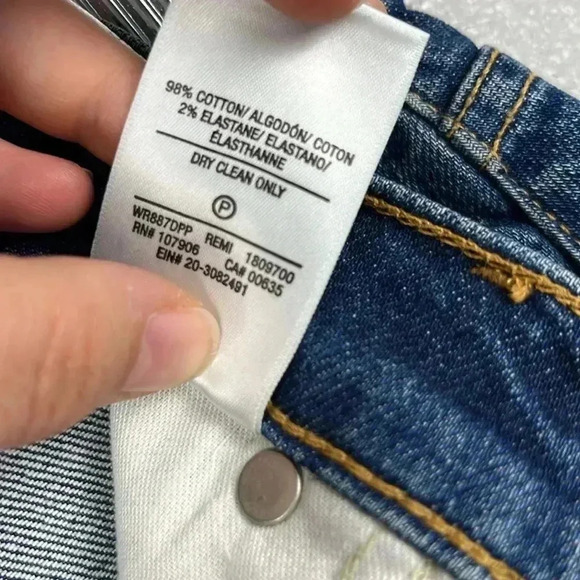 98% COTTON/ ALGODÓN/ COTON
2% ELASTANE/ ELASTANO/
ÉLASTHANNE
DRY CLEAN ONLY
P
WR887DPP REMI 1809700
RN# 107906 CA# 00635
EIN# 20-3082491